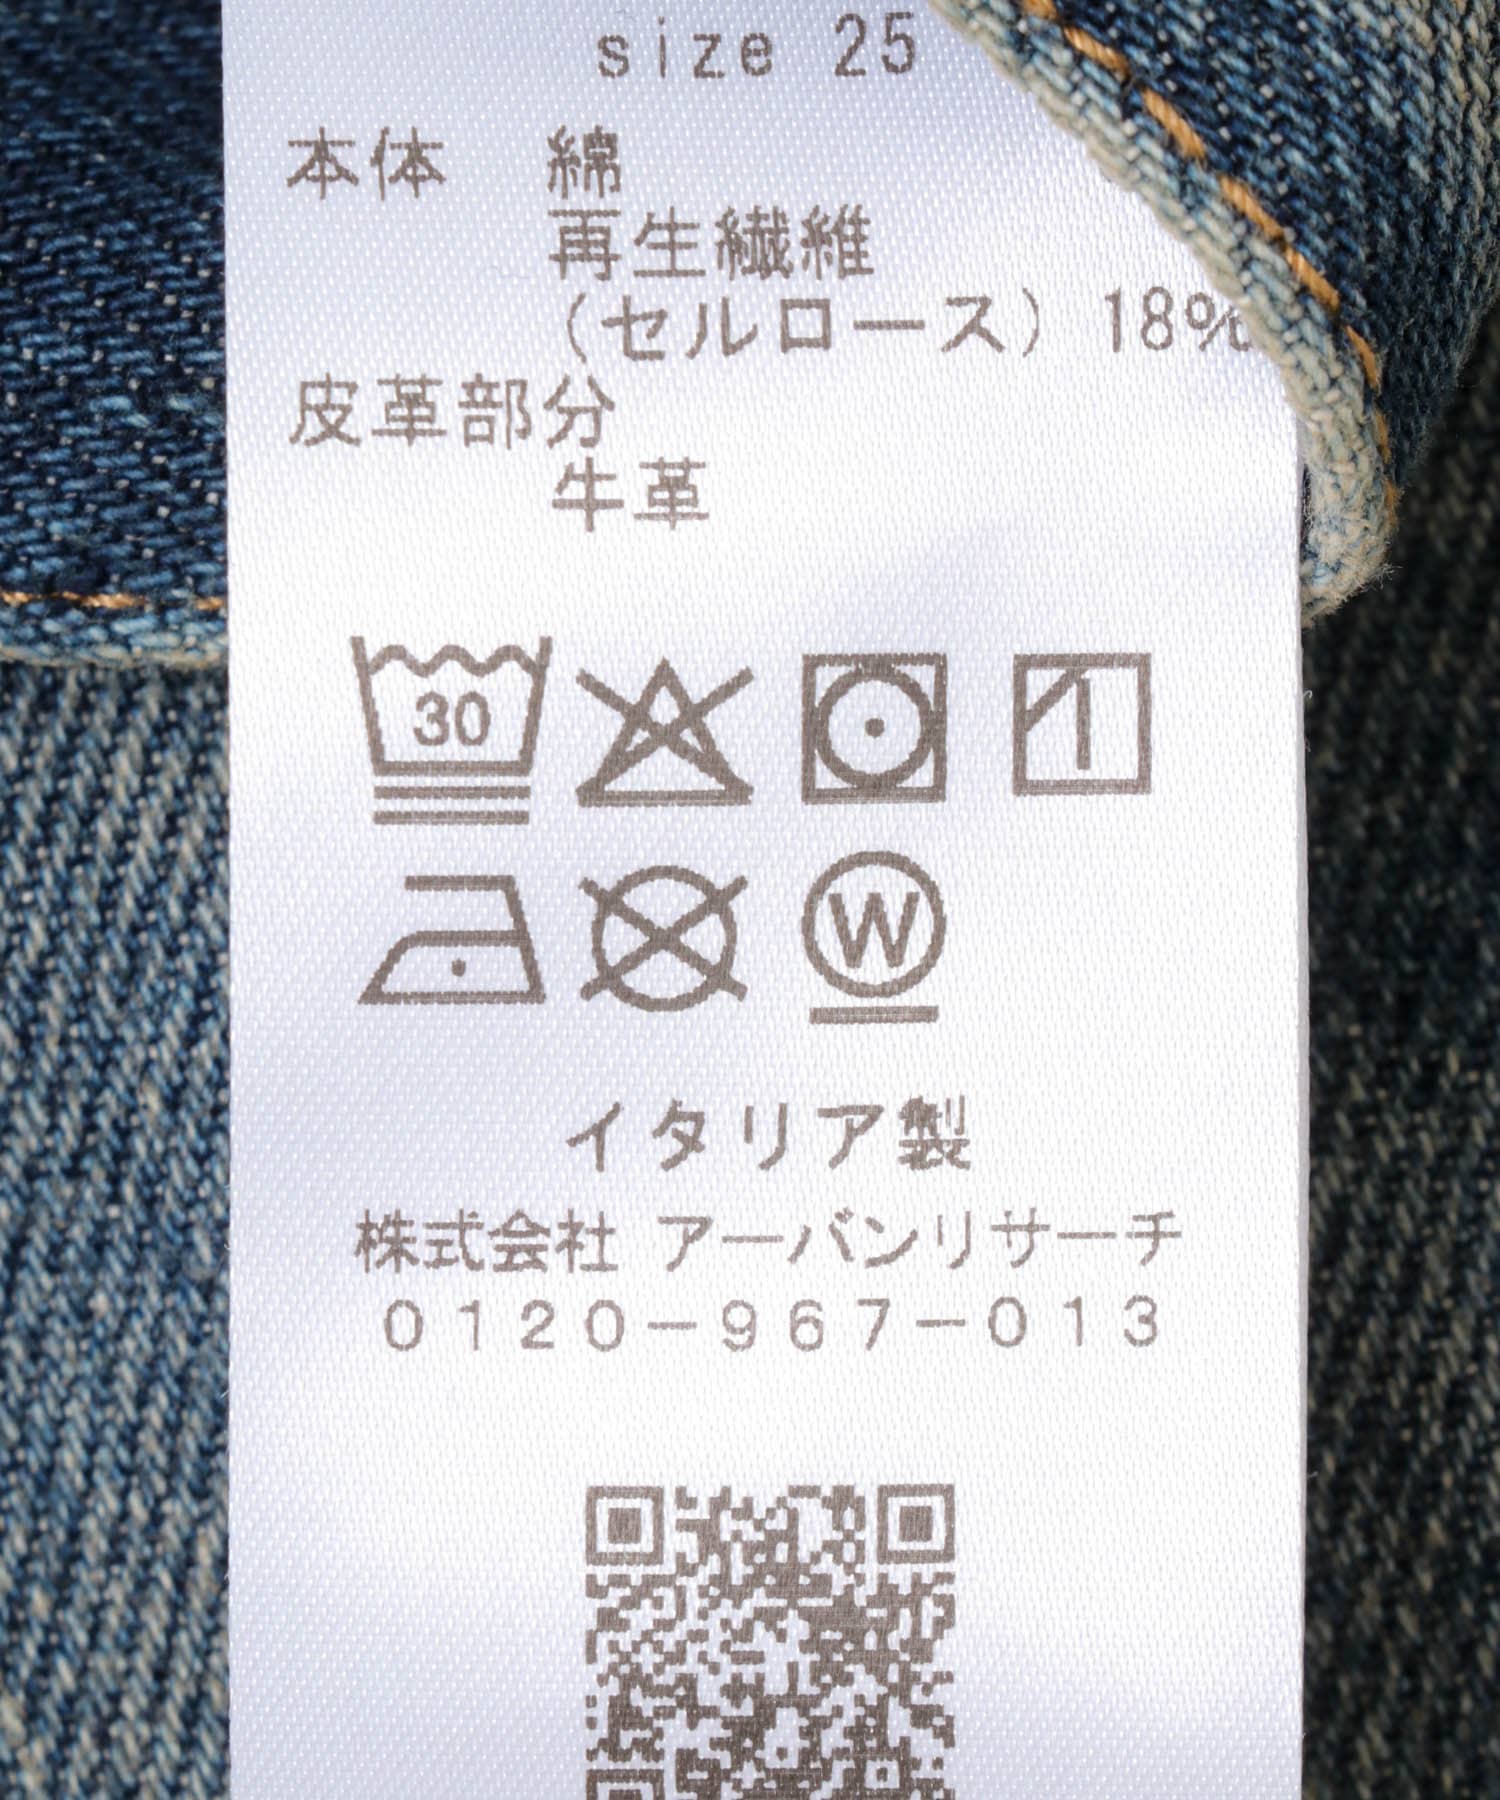 size 25
本体 綿
再生繊維
(セルロース) 18%
皮革部分
牛革
30
W
イタリア製
株式会社 アーバンリサーチ
0120-967-013